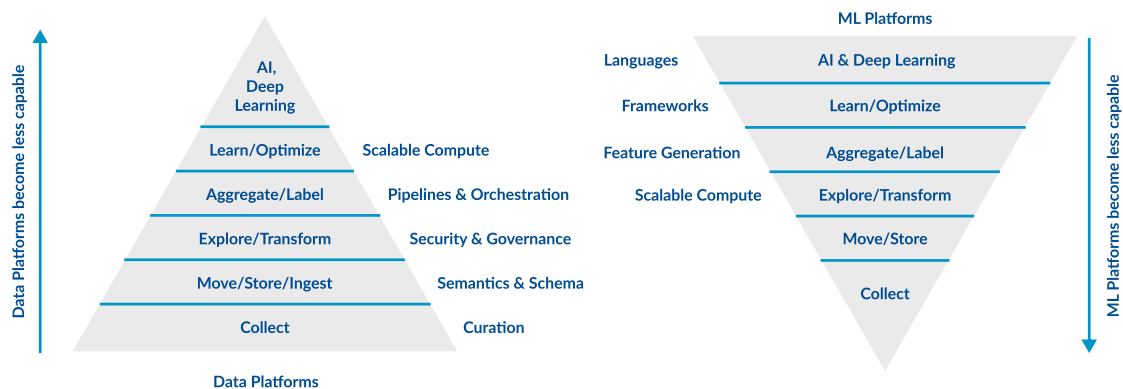 Data Platforms become less capable
AI,
Deep
Learning
Learn/Optimize
Scalable Compute
Aggregate/Label
Pipelines & Orchestration
Explore/Transform
Security & Governance
Move/Store/Ingest
Semantics & Schema
Collect
Curation
Data Platforms
ML Platforms
Languages
AI & Deep Learning
Frameworks
Learn/Optimize
Feature Generation
Aggregate/Label
Scalable Compute
Explore/Transform
Move/Store
Collect
ML Platforms become less capable